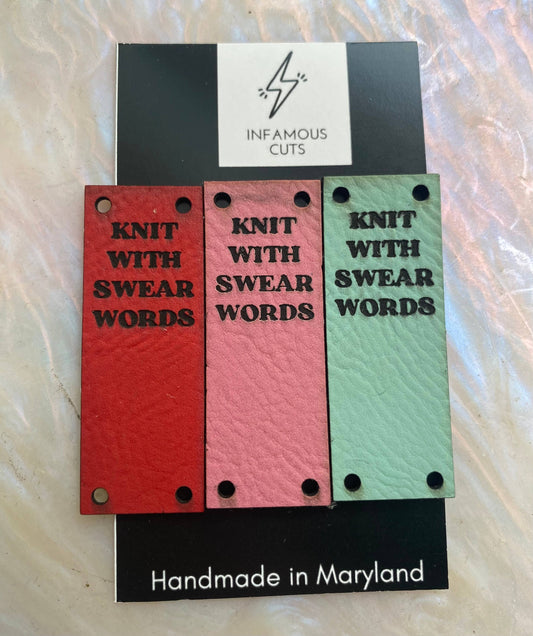 INFAMOUS
CUTS
KNIT
WITH
SWEAR
WORDS
KNIT
WITH
SWEAR
WORDS
KNIT
WITH
SWEAR
WORDS
Handmade in Maryland